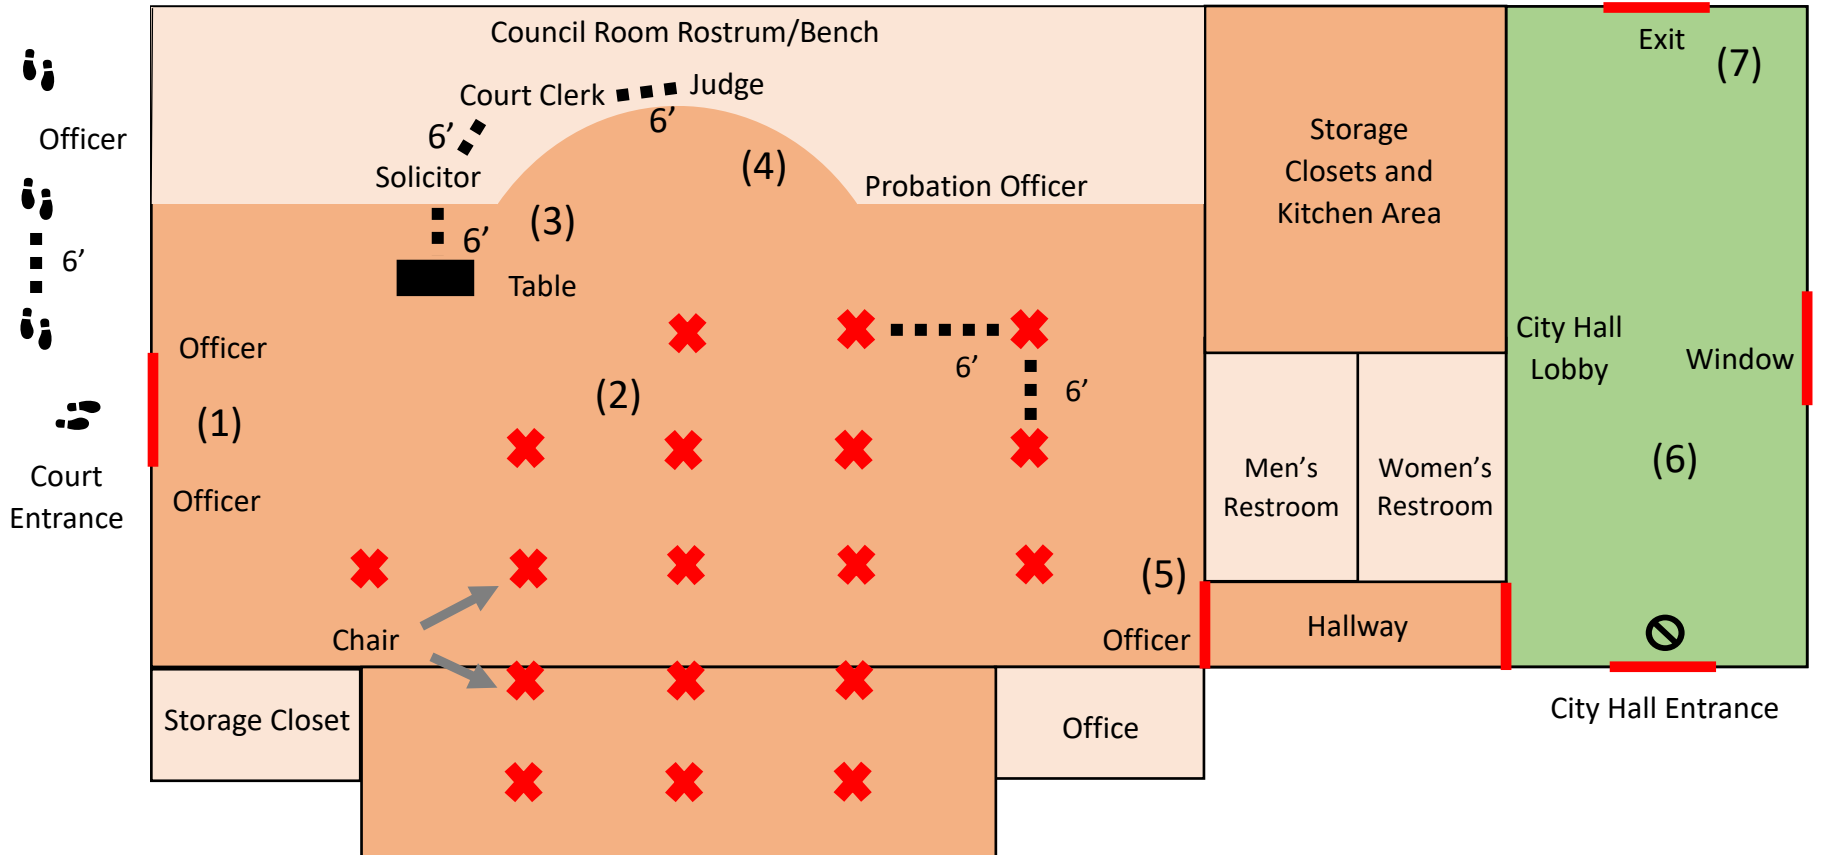 Council Room Rostrum/Bench
Exit
(7)
Court Clerk
Judge
6’
6’
Officer
Solicitor
(4)
Probation Officer
Storage
Closets and
Kitchen Area
(3)
6’
6’
Table
Officer
6’
City Hall
Lobby
Window
(2)
6’
(1)
Court
Entrance
Officer
Men’s
Restroom
Women’s
Restroom
(6)
(5)
Chair
Officer
Hallway
Storage Closet
Office
City Hall Entrance